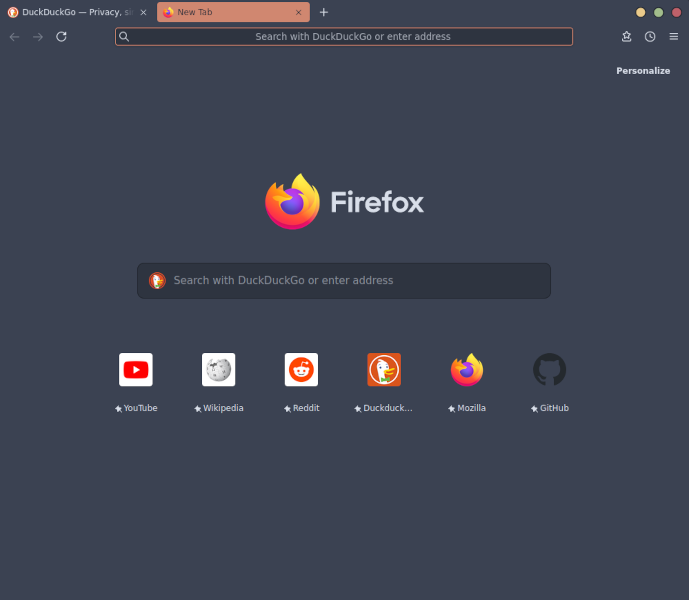 DuckDuckGo — Privacy, si
New Tab
Search with DuckDuckGo or enter address
Personalize
Firefox
Search with DuckDuckGo or enter address
YouTube
Wikipedia
Reddit
Duckduck...
Mozilla
GitHub